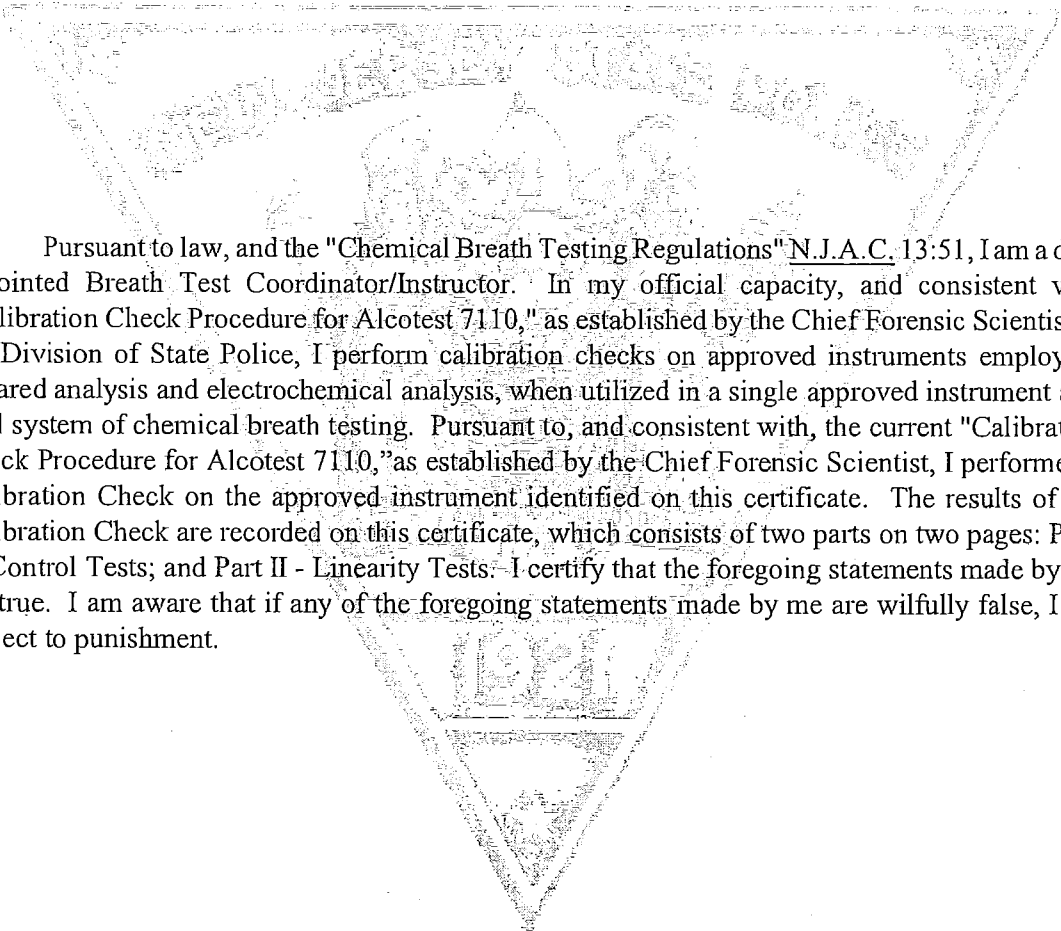 Pursuant to law, and the "Chemical Breath Testing Regulations" N.J.A.C. 13:51, I am a
ointed Breath Test Coordinator/Instructor. In my official capacity, and consistent
libration Check Procedure for Alcotest 7110," as established by the Chief Forensic Scientis
Division of State Police, I perform calibration checks on approved instruments employ
ared analysis and electrochemical analysis, when utilized in a single approved instrument
l system of chemical breath testing. Pursuant to, and consistent with, the current "Calibrat
ck Procedure for Alcotest 7110,"as established by the Chief Forensic Scientist, I performe
ibration Check on the approved instrument identified on this certificate. The results of
ibration Check are recorded on this certificate, which consists of two parts on two pages: P
Control Tests; and Part II - Linearity Tests. I certify that the foregoing statements made by
true. I am aware that if any of the foregoing statements made by me are wilfully false, I
ect to punishment.
1921